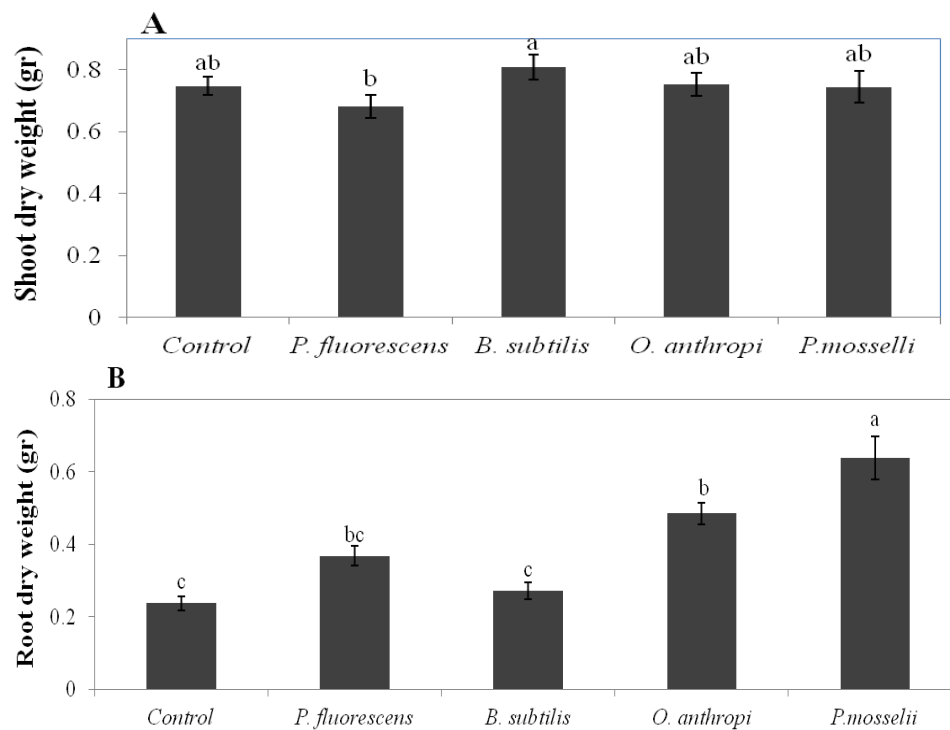 A
Shoot dry weight (gr)
0.8
0.6
0.4
0.2
0
ab
b
a
ab
ab
Control
P. fluorescens
B. subtilis
O. anthropi
P.mosselli
B
Root dry weight (gr)
0.8
0.6
0.4
0.2
0
c
bc
c
b
a
Control
P. fluorescens
B. subtilis
O. anthropi
P.mosselii